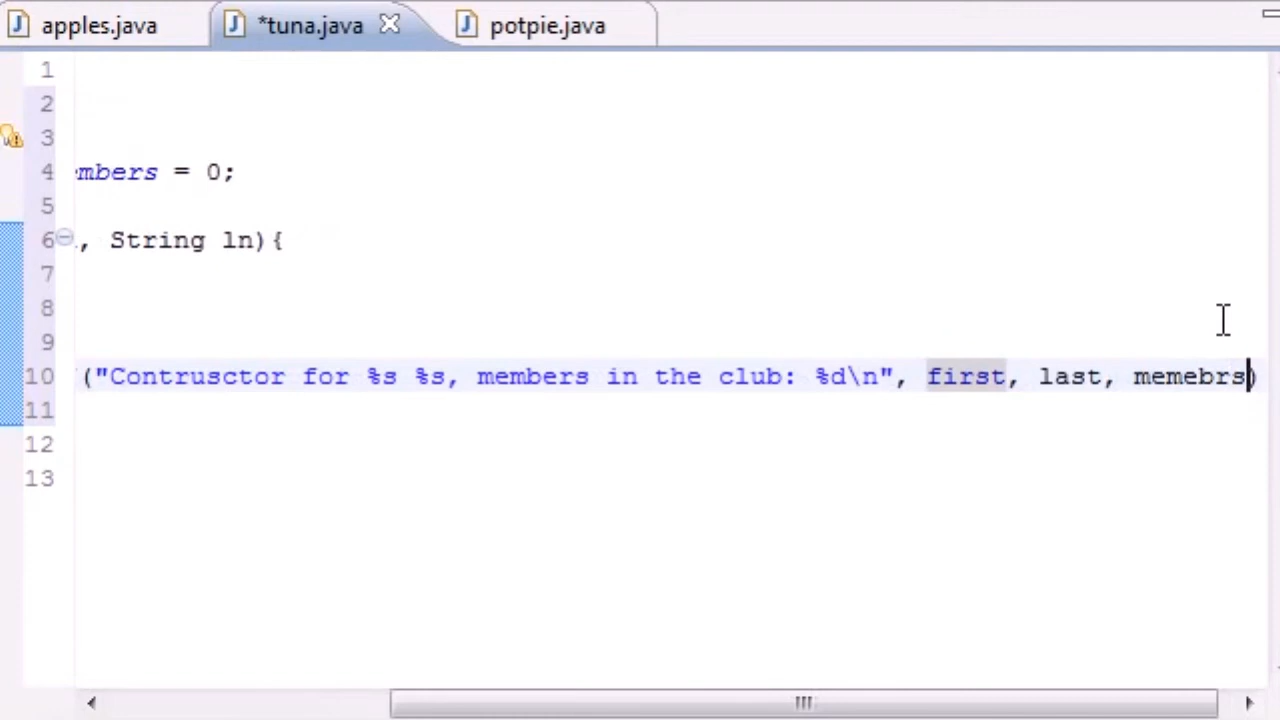 apples.java *tuna.java potpie.java
1
2
3
4 mbers = 0;
5
6 , String ln){
7
8
9
10 ("Contrusctor for %s %s, members in the club: %d\n", first, last, memebrs)
11
12
13